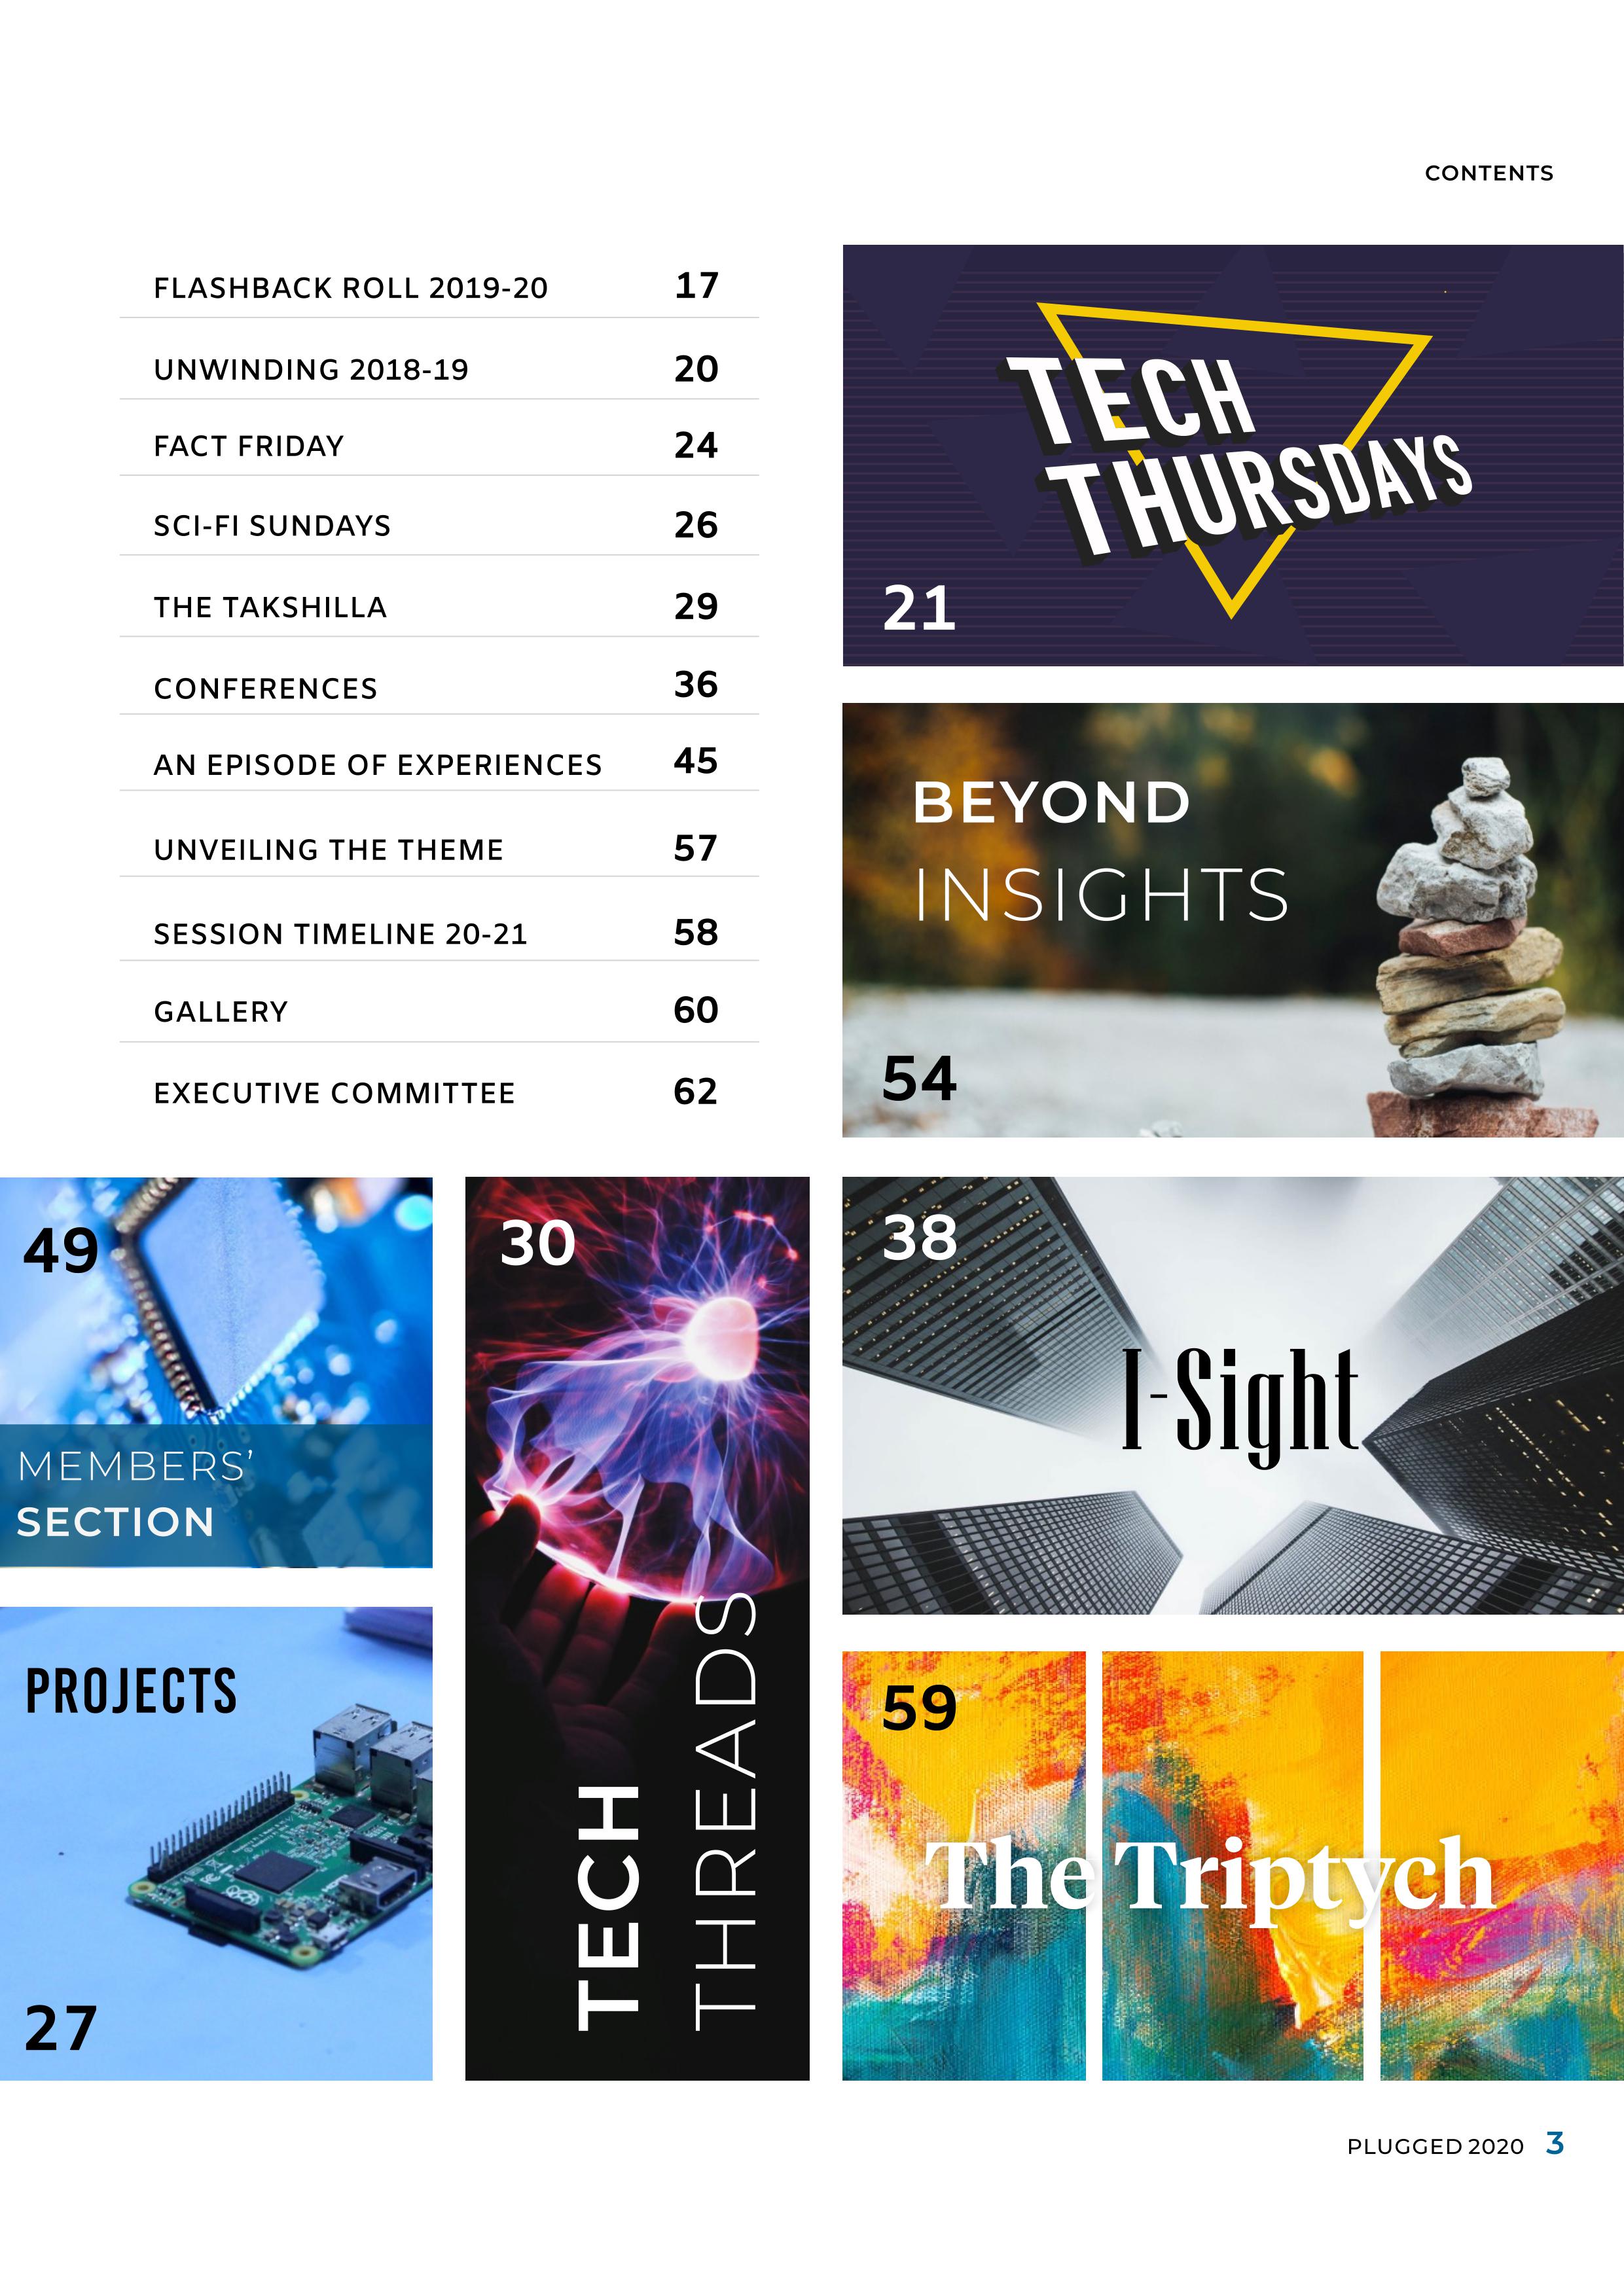 CONTENTS
FLASHBACK ROLL 2019-20 17
UNWINDING 2018-19 20
FACT FRIDAY 24
SCI-FI SUNDAYS 26
THE TAKSHILLA 29
CONFERENCES 36
AN EPISODE OF EXPERIENCES 45
UNVEILING THE THEME 57
SESSION TIMELINE 20-21 58
GALLERY 60
EXECUTIVE COMMITTEE 62
TECH
THURSDAYS
21
BEYOND
INSIGHTS
54
49
MEMBERS'
SECTION
PROJECTS
27
30
TECH
THREADS
38
I-Sight
59
The Triptych
PLUGGED 2020 3